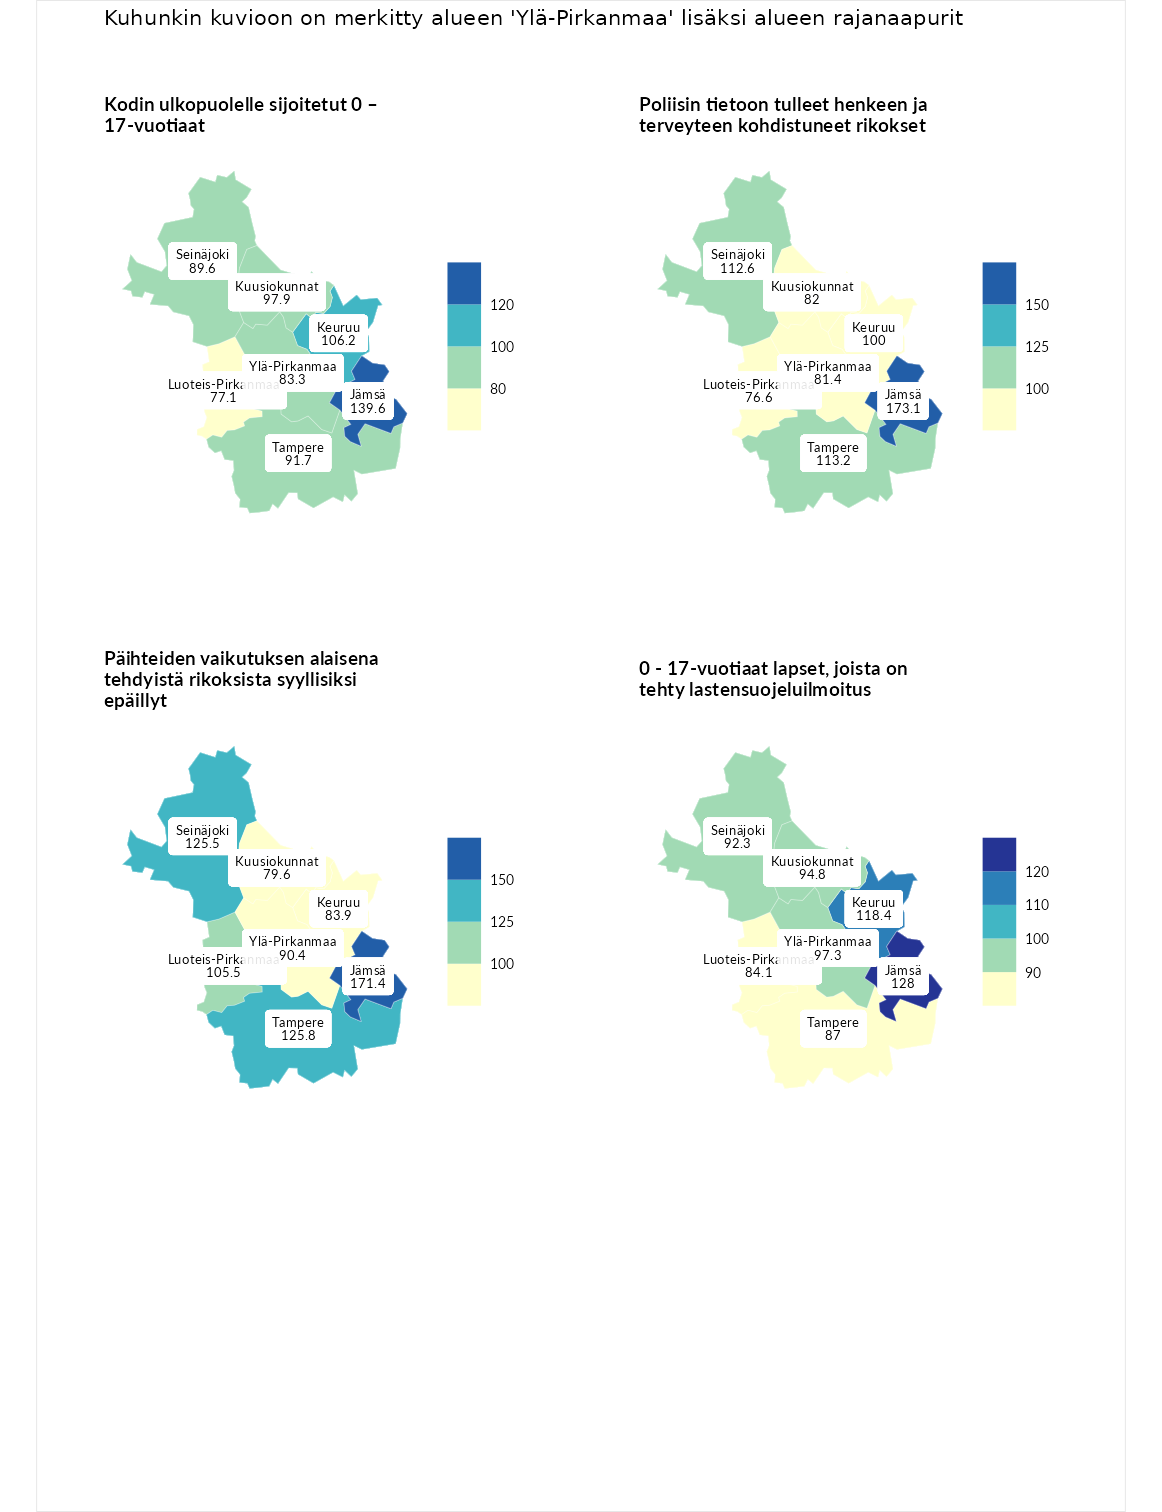 Kuhunkin kuvioon on merkitty alueen 'Ylä-Pirkanmaa' lisäksi alueen rajanaapurit
Kodin ulkopuolelle sijoitetut 0 –
17-vuotiaat
Seinäjoki
89.6
Kuusiokunnat
97.9
Keuruu
106.2
Ylä-Pirkanmaa
83.3
Luoteis-Pirkanmaa
77.1
Jämsä
139.6
Tampere
91.7
120
100
80
Poliisin tietoon tulleet henkeen ja
terveyteen kohdistuneet rikokset
Seinäjoki
112.6
Kuusiokunnat
82
Keuruu
100
Ylä-Pirkanmaa
81.4
Luoteis-Pirkanmaa
76.6
Jämsä
173.1
Tampere
113.2
150
125
100
Päihteiden vaikutuksen alaisena
tehdyistä rikoksista syyllisiksi
epäillyt
Seinäjoki
125.5
Kuusiokunnat
79.6
Keuruu
83.9
Ylä-Pirkanmaa
90.4
Luoteis-Pirkanmaa
105.5
Jämsä
171.4
Tampere
125.8
150
125
100
0 - 17-vuotiaat lapset, joista on
tehty lastensuojeluilmoitus
Seinäjoki
92.3
Kuusiokunnat
94.8
Keuruu
118.4
Ylä-Pirkanmaa
97.3
Luoteis-Pirkanmaa
84.1
Jämsä
128
Tampere
87
120
110
100
90